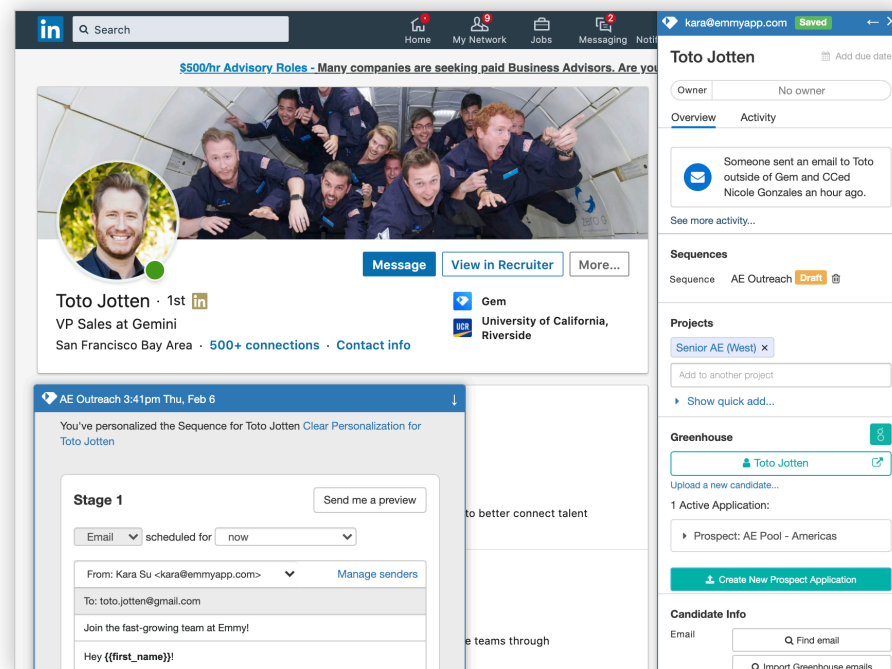 in
Search
Home
9
My Network
Jobs
2
Messaging
Notif
$500/hr Advisory Roles - Many companies are seeking paid Business Advisors. Are you
Message
View in Recruiter
More...
Toto Jotten · 1st in
VP Sales at Gemini
San Francisco Bay Area · 500+ connections · Contact info
Gem
UCR
University of California,
Riverside
AE Outreach 3:41pm Thu, Feb 6
You've personalized the Sequence for Toto Jotten Clear Personalization for
Toto Jotten
Stage 1
Send me a preview
Email
scheduled for
now
From: Kara Su <kara@emmyapp.com>
Manage senders
To: toto.jotten@gmail.com
Join the fast-growing team at Emmy!
Hey {{first_name}}!
to better connect talent
e teams through
kara@emmyapp.com Saved
Toto Jotten
Add due date
Owner
No owner
Overview
Activity
Someone sent an email to Toto
outside of Gem and CCed
Nicole Gonzales an hour ago.
See more activity...
Sequences
Sequence
AE Outreach Draft
Projects
Senior AE (West) ×
Add to another project
Show quick add...
Greenhouse
Toto Jotten
Upload a new candidate...
1 Active Application:
Prospect: AE Pool - Americas
Create New Prospect Application
Candidate Info
Email
Find email
Import Greenhouse emails